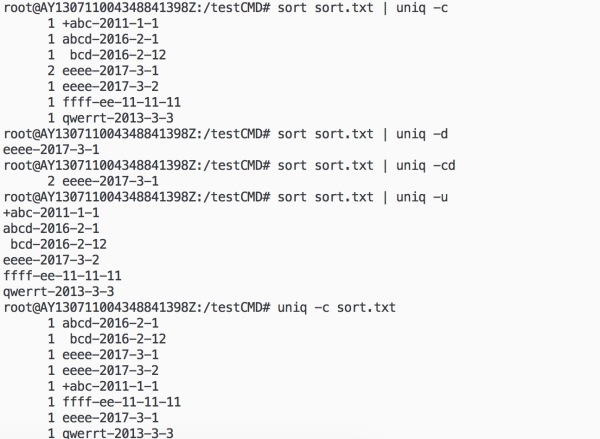 root@AY130711004348841398Z:/testCMD# sort sort.txt | uniq -c
      1 +abc-2011-1-1
      1 abcd-2016-2-1
      1  bcd-2016-2-12
      2 eeee-2017-3-1
      1 eeee-2017-3-2
      1 ffff-ee-11-11-11
      1 qwerrt-2013-3-3
root@AY130711004348841398Z:/testCMD# sort sort.txt | uniq -d
eeee-2017-3-1
root@AY130711004348841398Z:/testCMD# sort sort.txt | uniq -cd
      2 eeee-2017-3-1
root@AY130711004348841398Z:/testCMD# sort sort.txt | uniq -u
+abc-2011-1-1
abcd-2016-2-1
 bcd-2016-2-12
eeee-2017-3-2
ffff-ee-11-11-11
qwerrt-2013-3-3
root@AY130711004348841398Z:/testCMD# uniq -c sort.txt
      1 abcd-2016-2-1
      1  bcd-2016-2-12
      1 eeee-2017-3-1
      1 eeee-2017-3-2
      1 +abc-2011-1-1
      1 ffff-ee-11-11-11
      1 eeee-2017-3-1
      1 qwerrt-2013-3-3